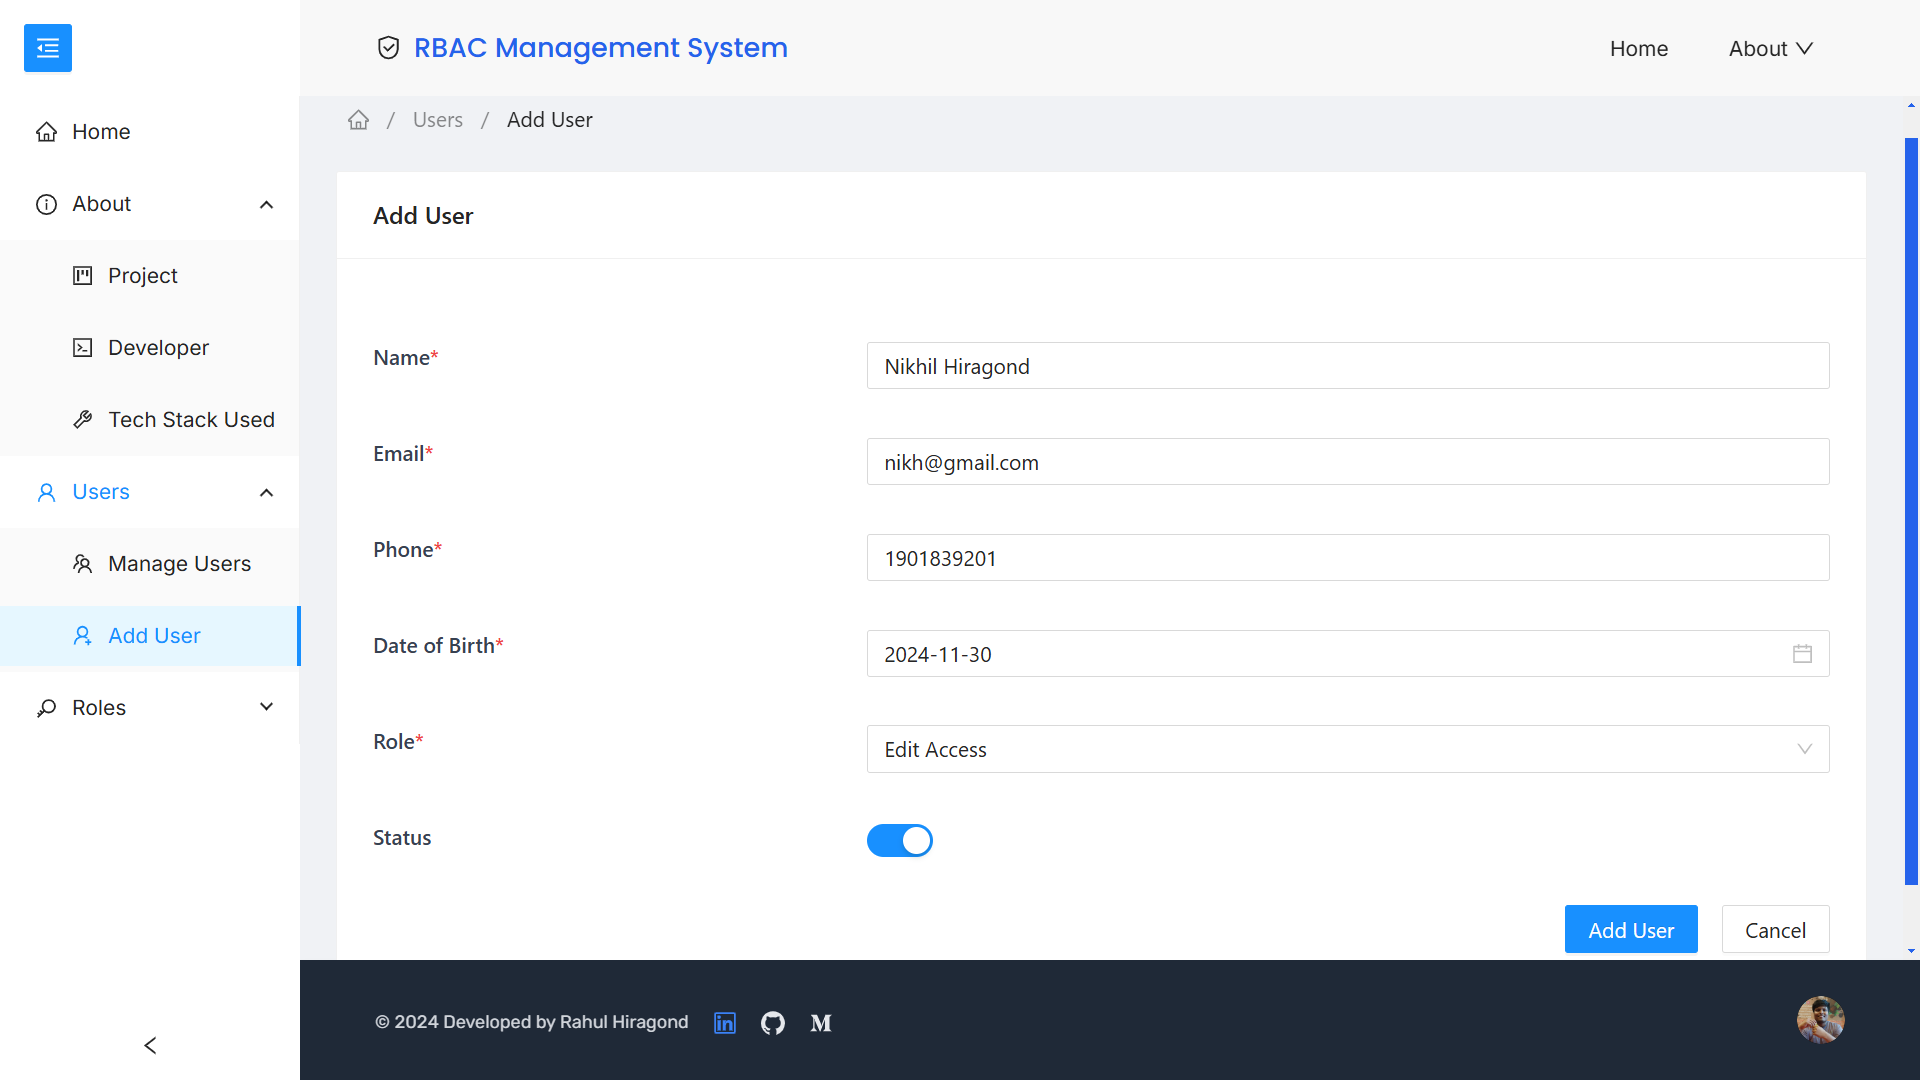 RBAC Management System
Home
About
Home
About
Project
Developer
Tech Stack Used
Users
Manage Users
Add User
Roles
/ Users / Add User
Add User
Name*
Nikhil Hiragond
Email*
nikh@gmail.com
Phone*
1901839201
Date of Birth*
2024-11-30
Role*
Edit Access
Status
Add User
Cancel
© 2024 Developed by Rahul Hiragond